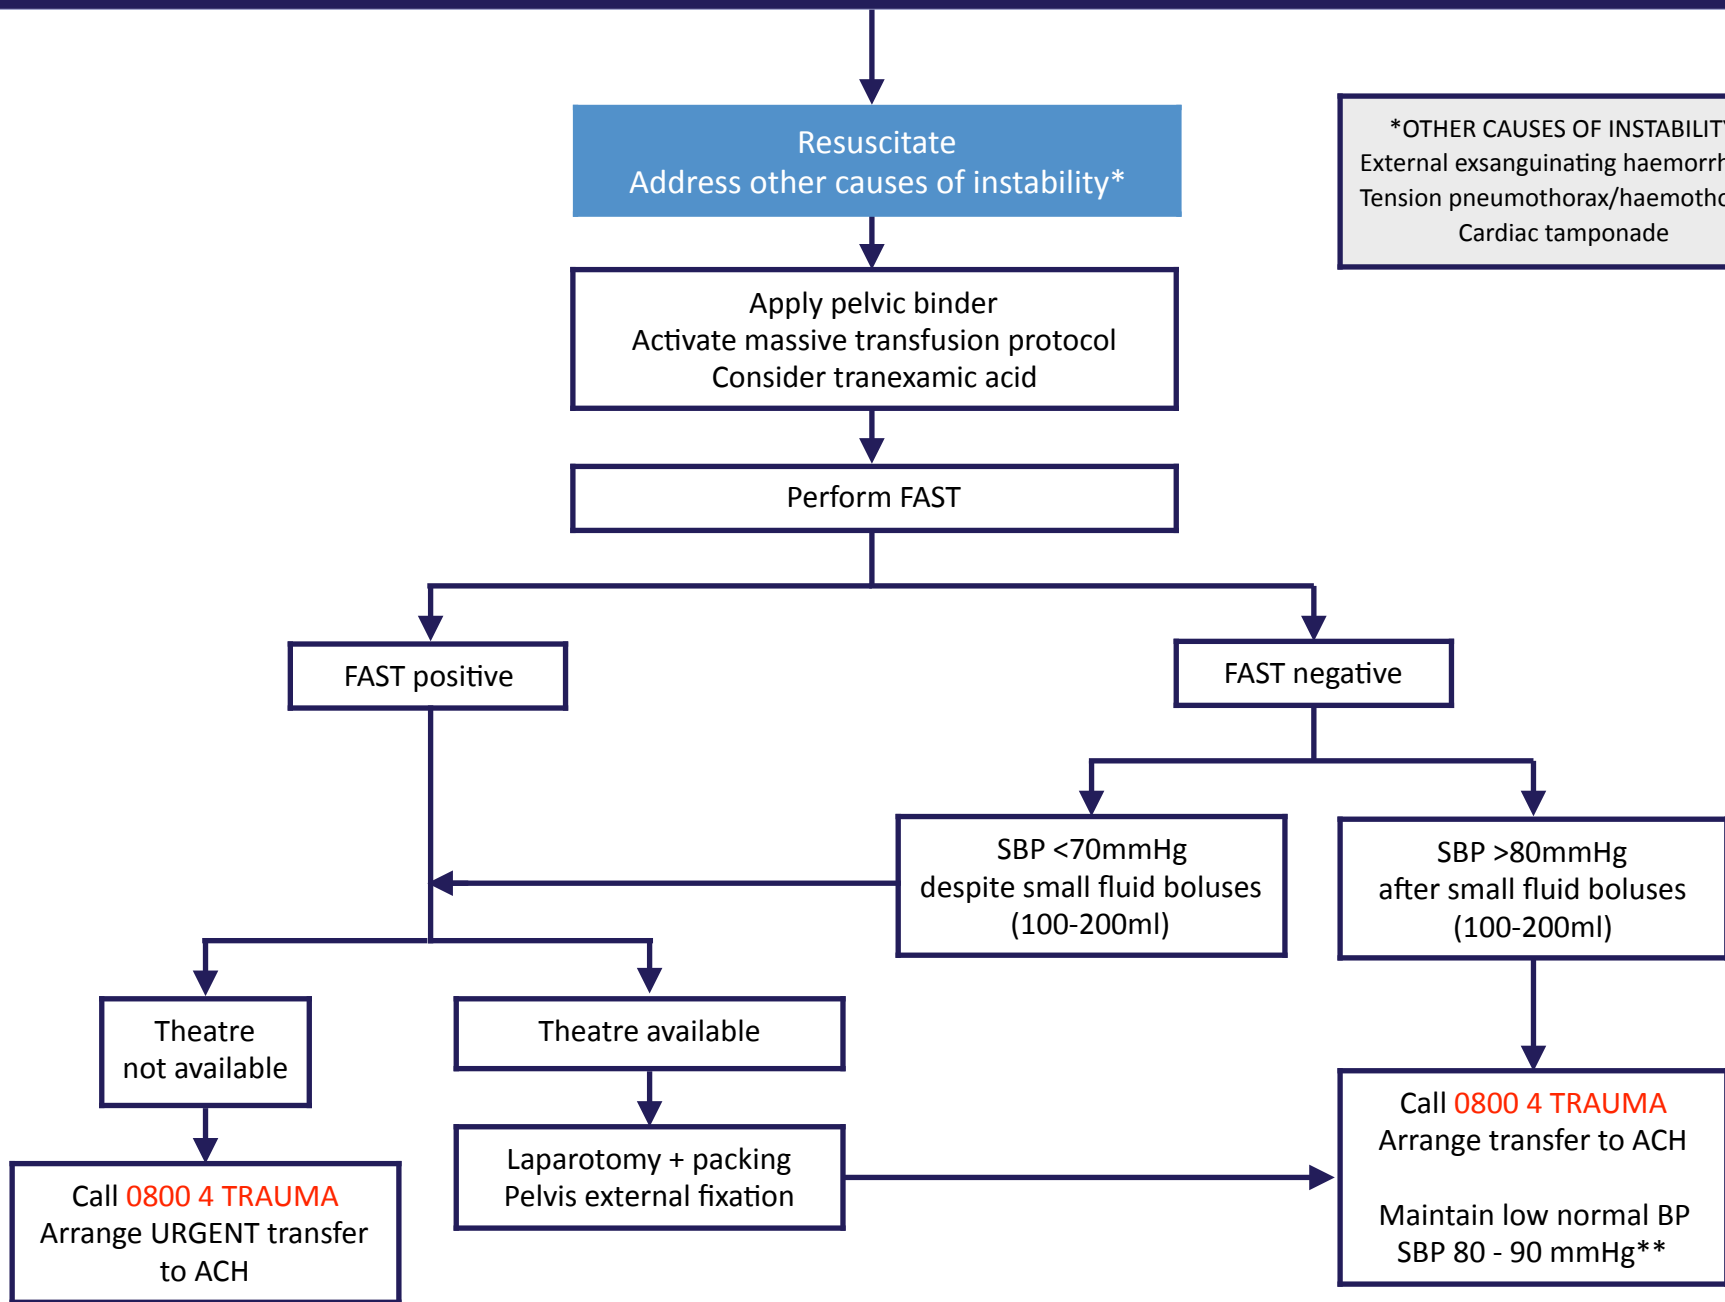 Resuscitate
Address other causes of instability*
*OTHER CAUSES OF
External exsanguinating
Tension
Cardiac tamponade
Apply pelvic binder
Activate massive transfusion protocol
Consider tranexamic acid
Perform FAST
FAST positive
FAST negative
SBP <70mmHg
despite small fluid boluses
(100-200ml)
SBP >80mmHg
after small fluid boluses
(100-200ml)
Theatre
not available
Theatre available
Call 0800 4 TRAUMA
Arrange URGENT transfer
to ACH
Laparotomy + packing
Pelvis external fixation
Call 0800 4 TRAUMA
Arrange transfer to ACH
Maintain low normal BP
SBP 80 - 90 mmHg**